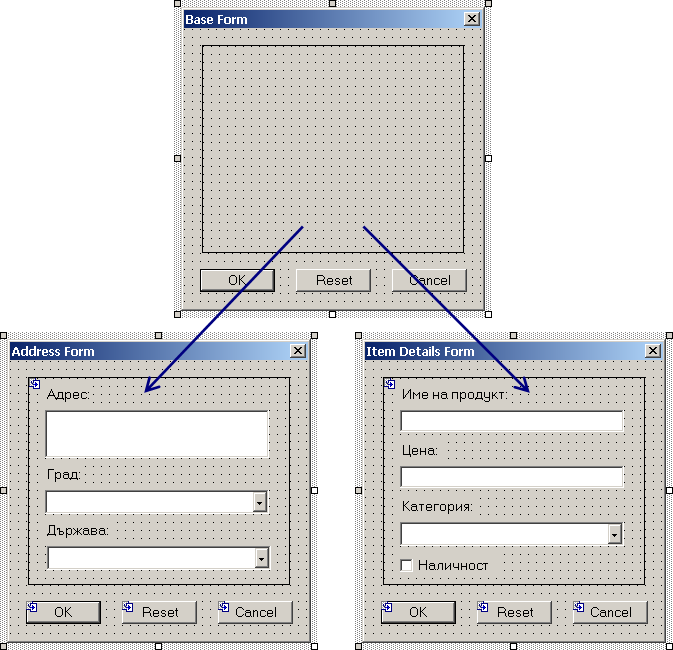 Base Form
OK Reset Cancel
Address Form
Адрес:
Град:
Държава:
OK Reset Cancel
Item Details Form
Име на продукт:
Цена:
Категория:
Наличност
OK Reset Cancel